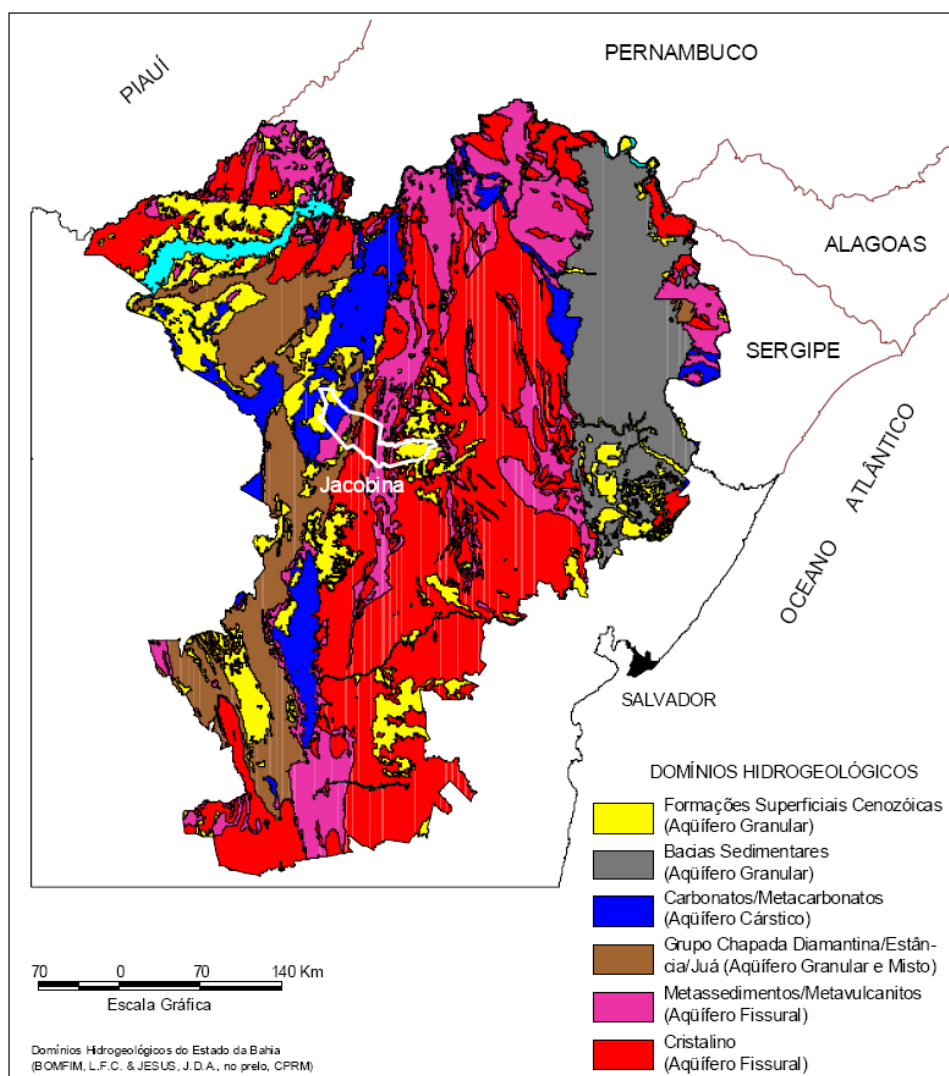 PIAUÍ
PERNAMBUCO
ALAGOAS
SERGIPE
OCEANO
ATLÂNTICO
Jacobina
SALVADOR
DOMÍNIOS HIDROGEOLÓGICOS
Formações Superficiais Cenozóicas
(Aqüífero Granular)
Bacias Sedimentares
(Aqüífero Granular)
Carbonatos/Metacarbonatos
(Aqüífero Cárstico)
Grupo Chapada Diamantina/Estân-
cia/Juá (Aqüífero Granular e Misto)
Metassedimentos/Metavulcanitos
(Aqüífero Fissural)
Cristalino
(Aqüífero Fissural)
70 0 70 140 Km
Escala Gráfica
Domínios Hidrogeológicos do Estado da Bahia
(BOMFIM, L.F.C. & JESUS, J.D.A., no prelo, CPRM)